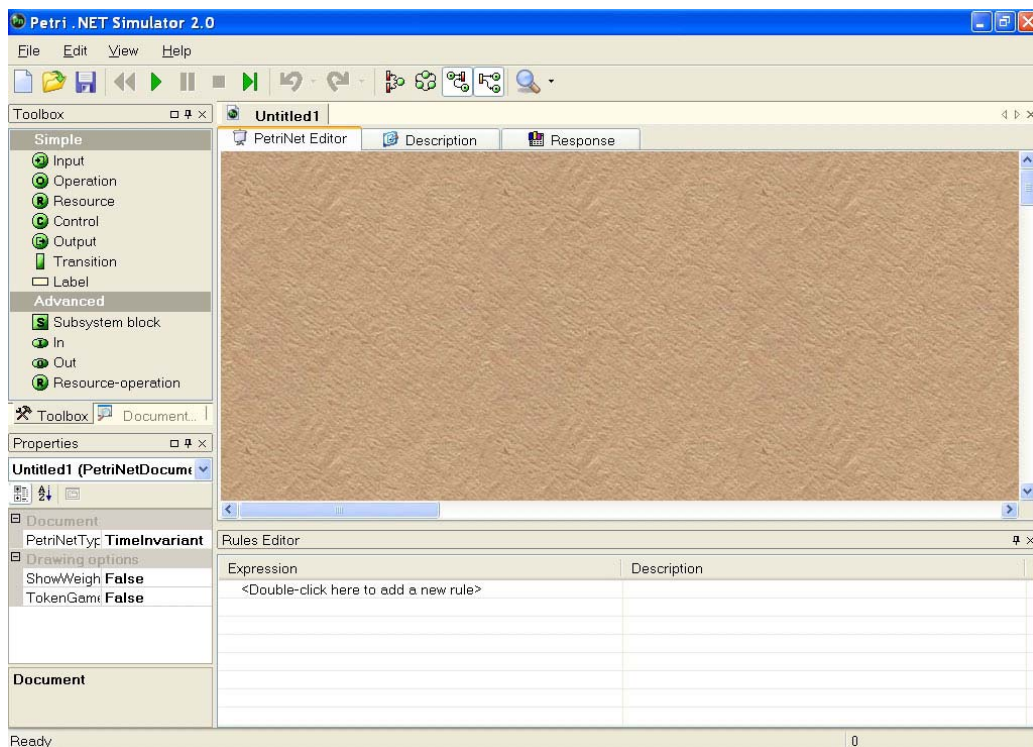 Petri .NET Simulator 2.0
File Edit View Help
Toolbox
Simple
Input
Operation
Resource
Control
Output
Transition
Label
Advanced
Subsystem block
In
Out
Resource-operation
Toolbox Document...
Properties
Untitled1 (PetriNetDocume
Document
PetriNetTyp TimeInvariant
Drawing options
ShowWeigh False
TokenGame False
Document
Untitled1
PetriNet Editor Description Response
Rules Editor
Expression Description
<Double-click here to add a new rule>
Ready 0